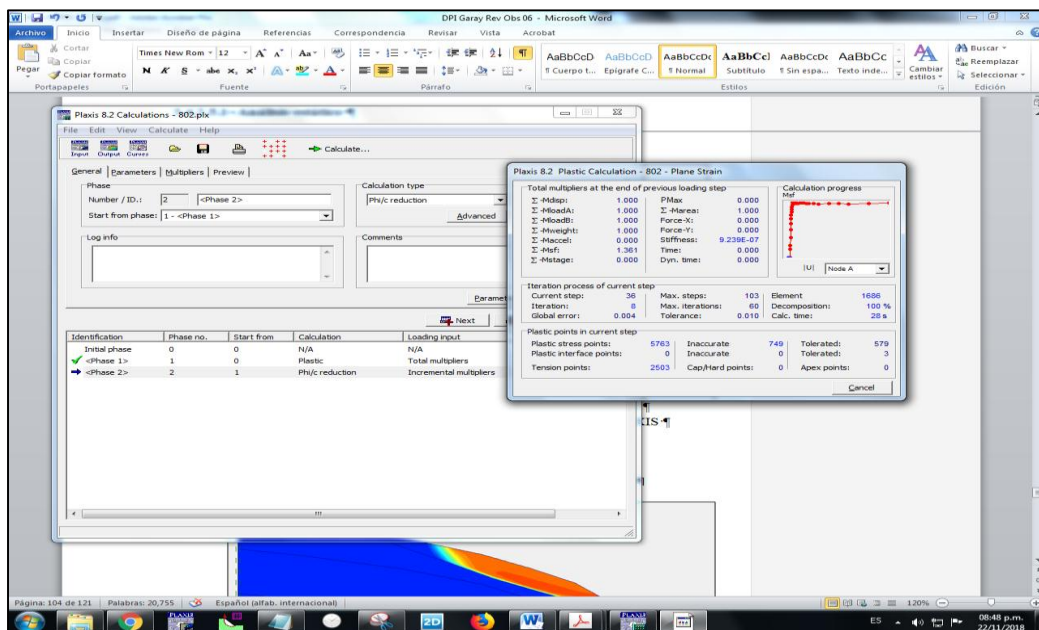 DPI Garay Rev Obs 06 - Microsoft Word
Archivo Inicio Insertar Diseño de página Referencias Correspondencia Revisar Vista Acrobat
Pegar
Cortar
Copiar
Copiar formato
Portapapeles
Times New Rom 12
N K S abc x, x²
Fuente
Párrafo
AaBbCcD AaBbCcD AaBbCcDc AaBbCcl AaBbCcDc AaBbCc
¶ Cuerpo t... Epígrafe C... ¶ Normal Subtítulo ¶ Sin espa... Texto inde...
Estilos
Cambiar estilos
Buscar
Reemplazar
Seleccionar
Edición
Plaxis 8.2 Calculations - 802.plx
File Edit View Calculate Help
Input Output Curves Calculate...
General Parameters Multipliers Preview
Phase
Number / ID.: 2 <Phase 2>
Start from phase: 1 - <Phase 1>
Log info
Calculation type
Phi/c reduction
Advanced
Comments
Paramet
Next
Identification Phase no. Start from Calculation Loading input
Initial phase 0 0 N/A N/A
<Phase 1> 1 0 Plastic Total multipliers
<Phase 2> 2 1 Phi/c reduction Incremental multipliers
Plaxis 8.2 Plastic Calculation - 802 - Plane Strain
Total multipliers at the end of previous loading step
Σ -Mdisp: 1.000 PMax 0.000
Σ -MloadA: 1.000 Σ -Marea: 1.000
Σ -MloadB: 1.000 Force-X: 0.000
Σ -Mweight: 1.000 Force-Y: 0.000
Σ -Maccel: 0.000 Stiffness: 9.239E-07
Σ -Msf: 1.361 Time: 0.000
Σ -Mstage: 0.000 Dyn. time: 0.000
Calculation progress
Msf
|U| Node A
Iteration process of current step
Current step: 36 Max. steps: 103 Element 1686
Iteration: 8 Max. iterations: 60 Decomposition: 100 %
Global error: 0.004 Tolerance: 0.010 Calc. time: 28 s
Plastic points in current step
Plastic stress points: 5763 Inaccurate 749 Tolerated: 579
Plastic interface points: 0 Inaccurate 0 Tolerated: 3
Tension points: 2503 Cap/Hard points: 0 Apex points: 0
Cancel
XIS·¶
Página: 104 de 121 Palabras: 20,755 Español (alfab. internacional) 120%
PLAXIS
2D
W
ES
08:48 p.m.
22/11/2018